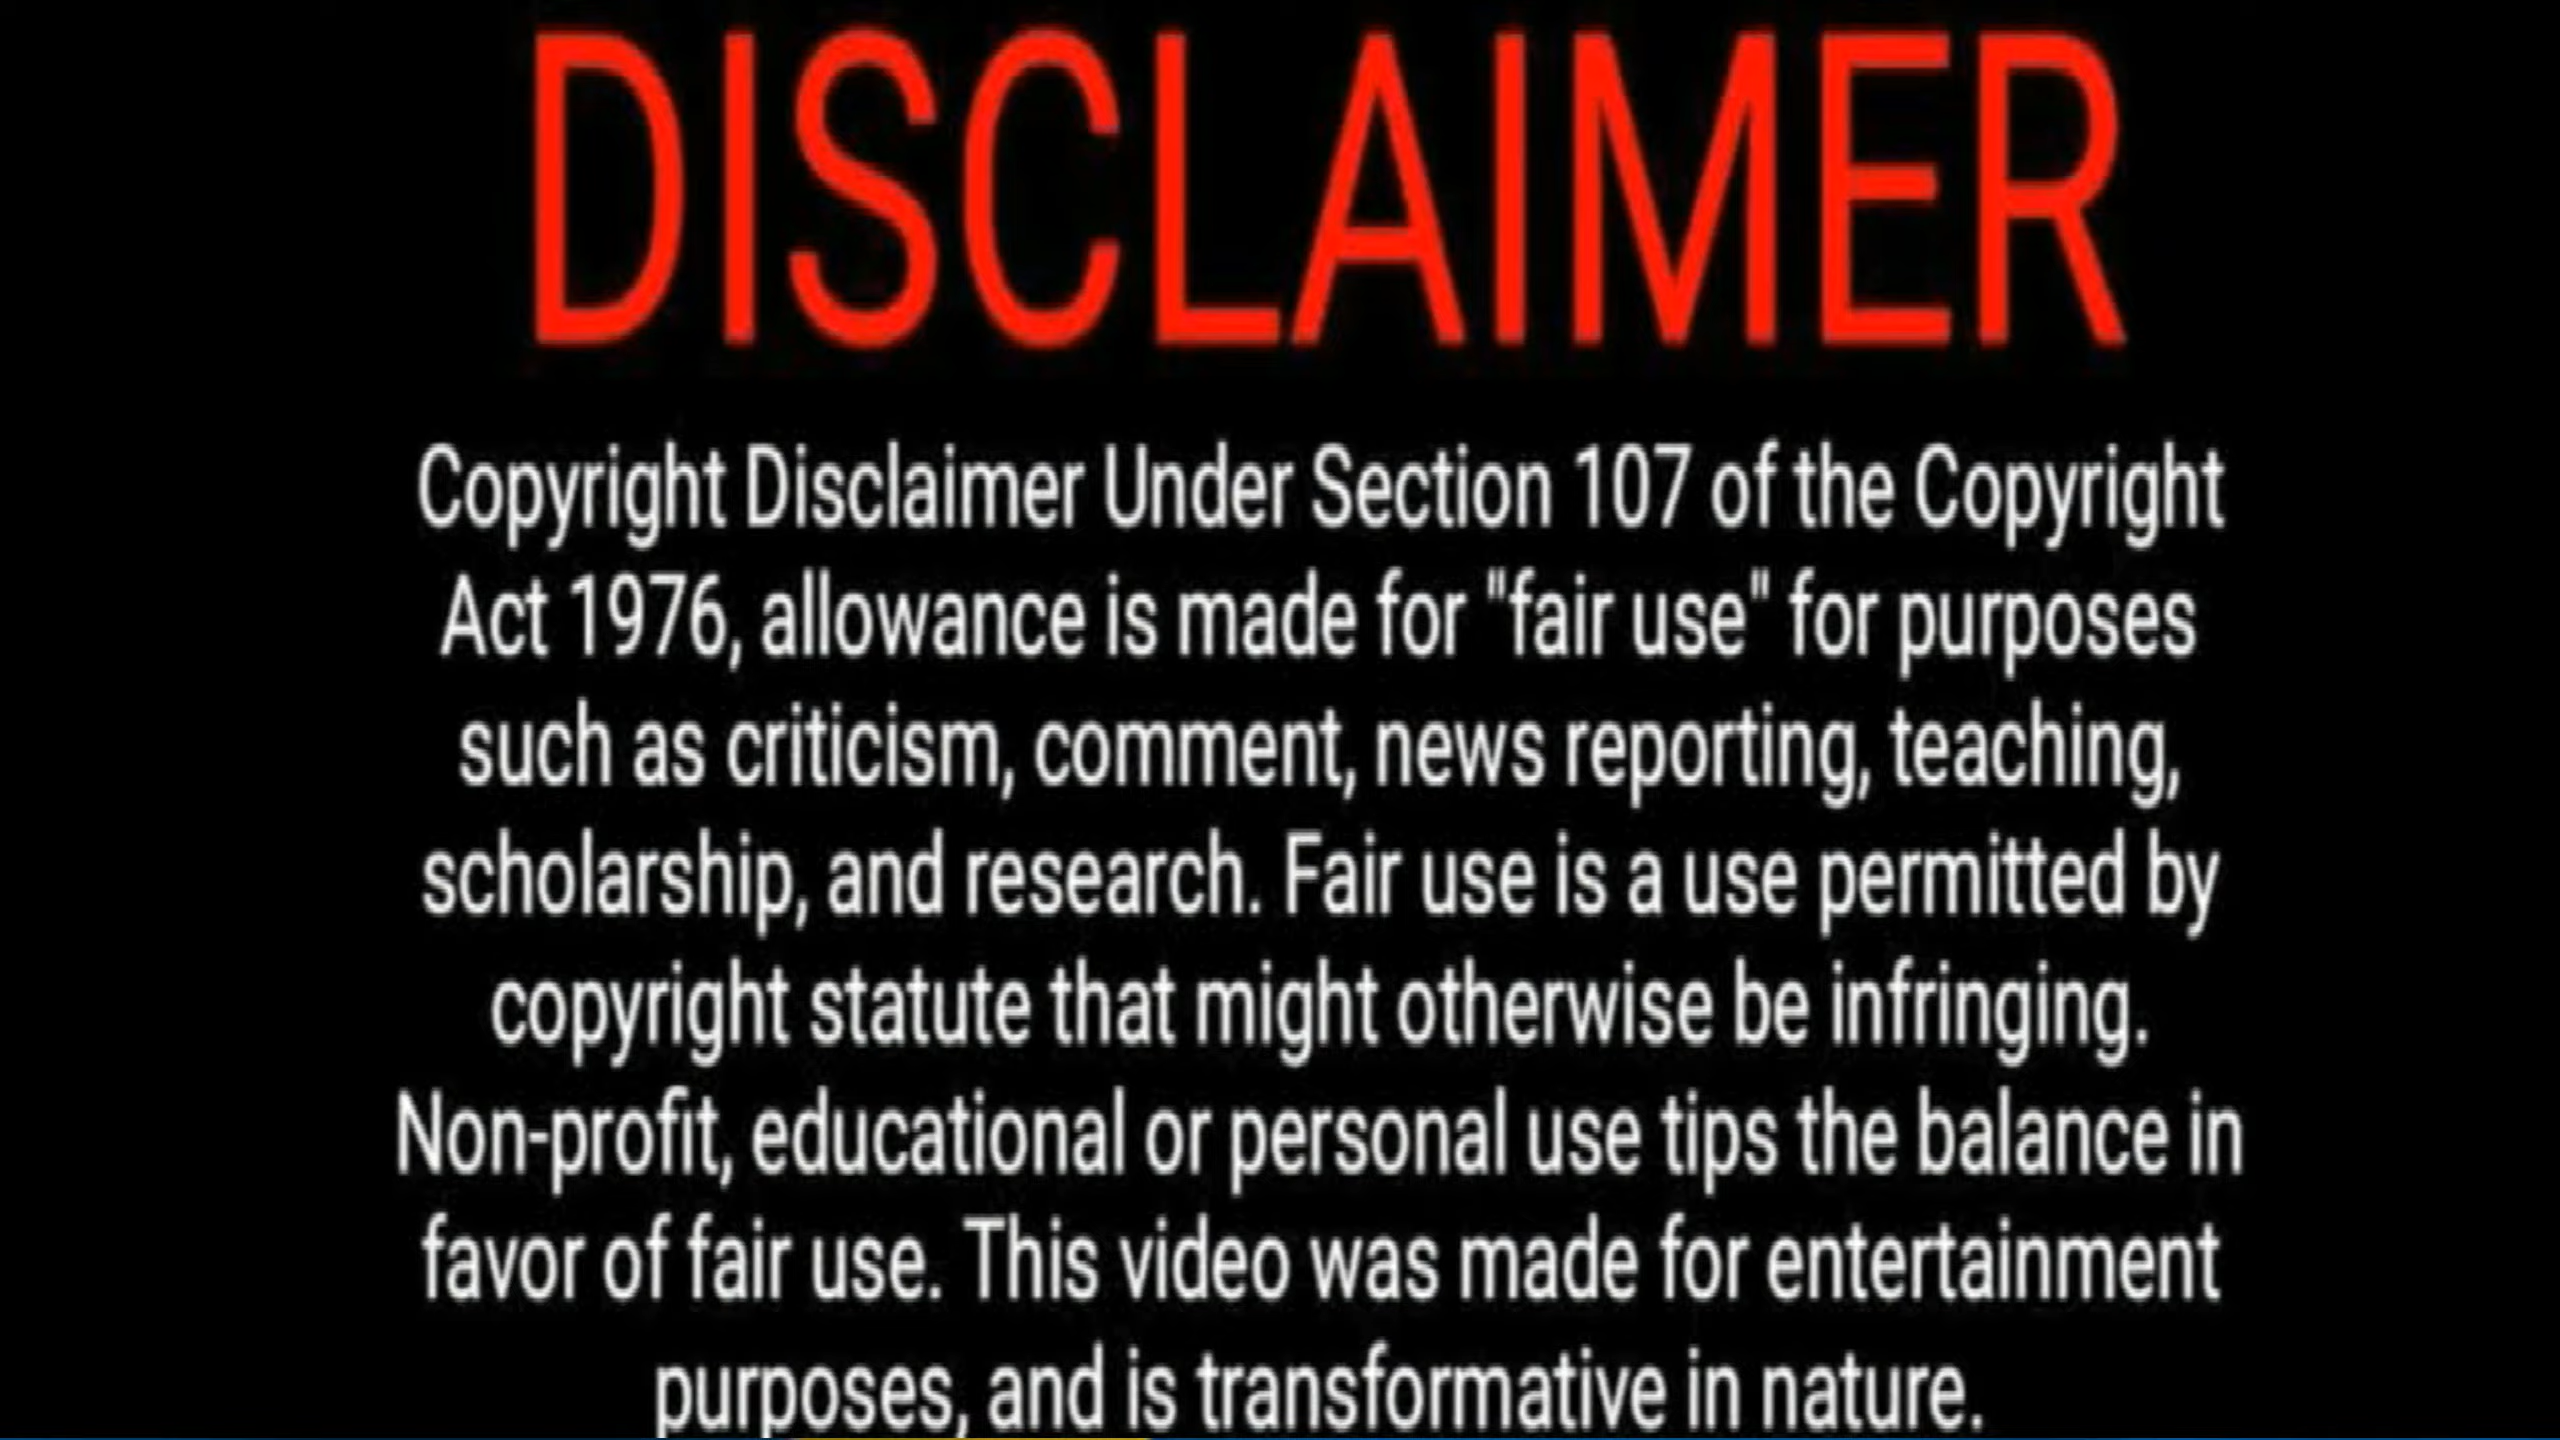 DISCLAIMER
Copyright Disclaimer Under Section 107 of the Copyright
Act 1976, allowance is made for "fair use" for purposes
such as criticism, comment, news reporting, teaching,
scholarship, and research. Fair use is a use permitted by
copyright statute that might otherwise be infringing.
Non-profit, educational or personal use tips the balance in
favor of fair use. This video was made for entertainment
purposes, and is transformative in nature.